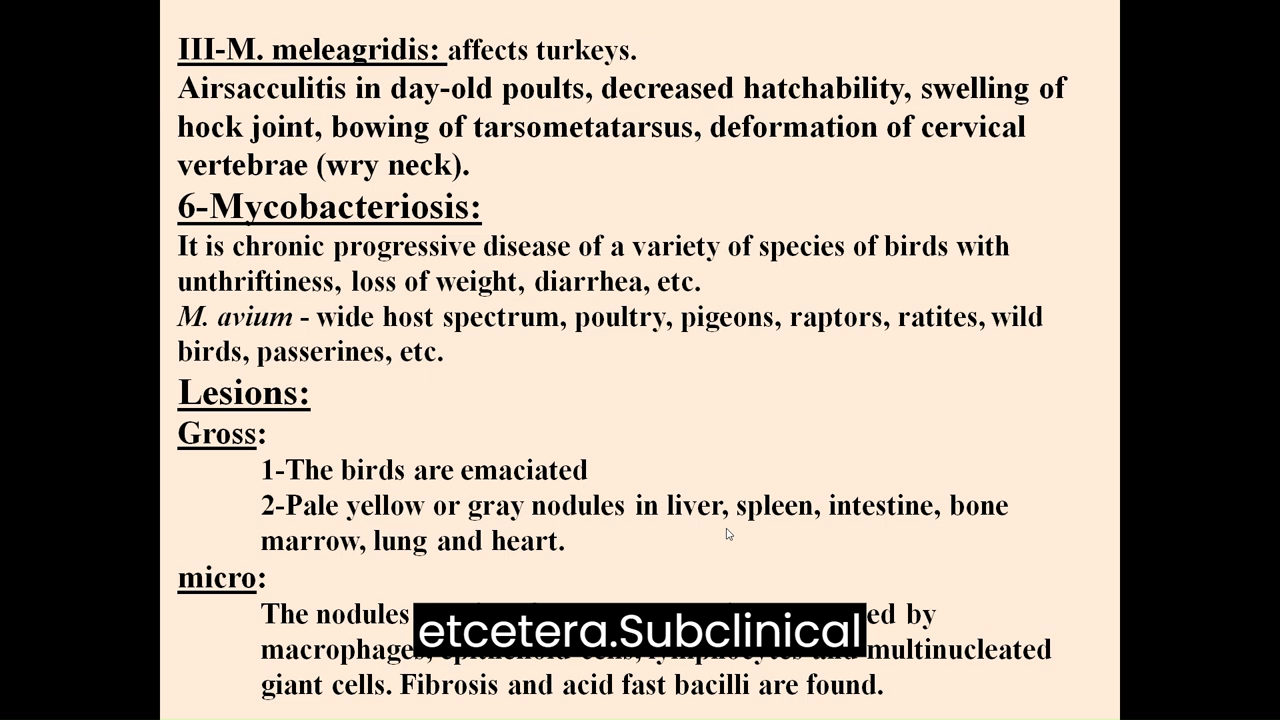 III-M. meleagridis: affects turkeys.
Airsacculitis in day-old poults, decreased hatchability, swelling of
hock joint, bowing of tarsometatarsus, deformation of cervical
vertebrae (wry neck).
6-Mycobacteriosis:
It is chronic progressive disease of a variety of species of birds with
unthriftiness, loss of weight, diarrhea, etc.
M. avium - wide host spectrum, poultry, pigeons, raptors, ratites, wild
birds, passerines, etc.
Lesions:
Gross:
1-The birds are emaciated
2-Pale yellow or gray nodules in liver, spleen, intestine, bone
marrow, lung and heart.
micro:
The nodules by
etcetera.Subclinical
macrophages, multinucleated
giant cells. Fibrosis and acid fast bacilli are found.